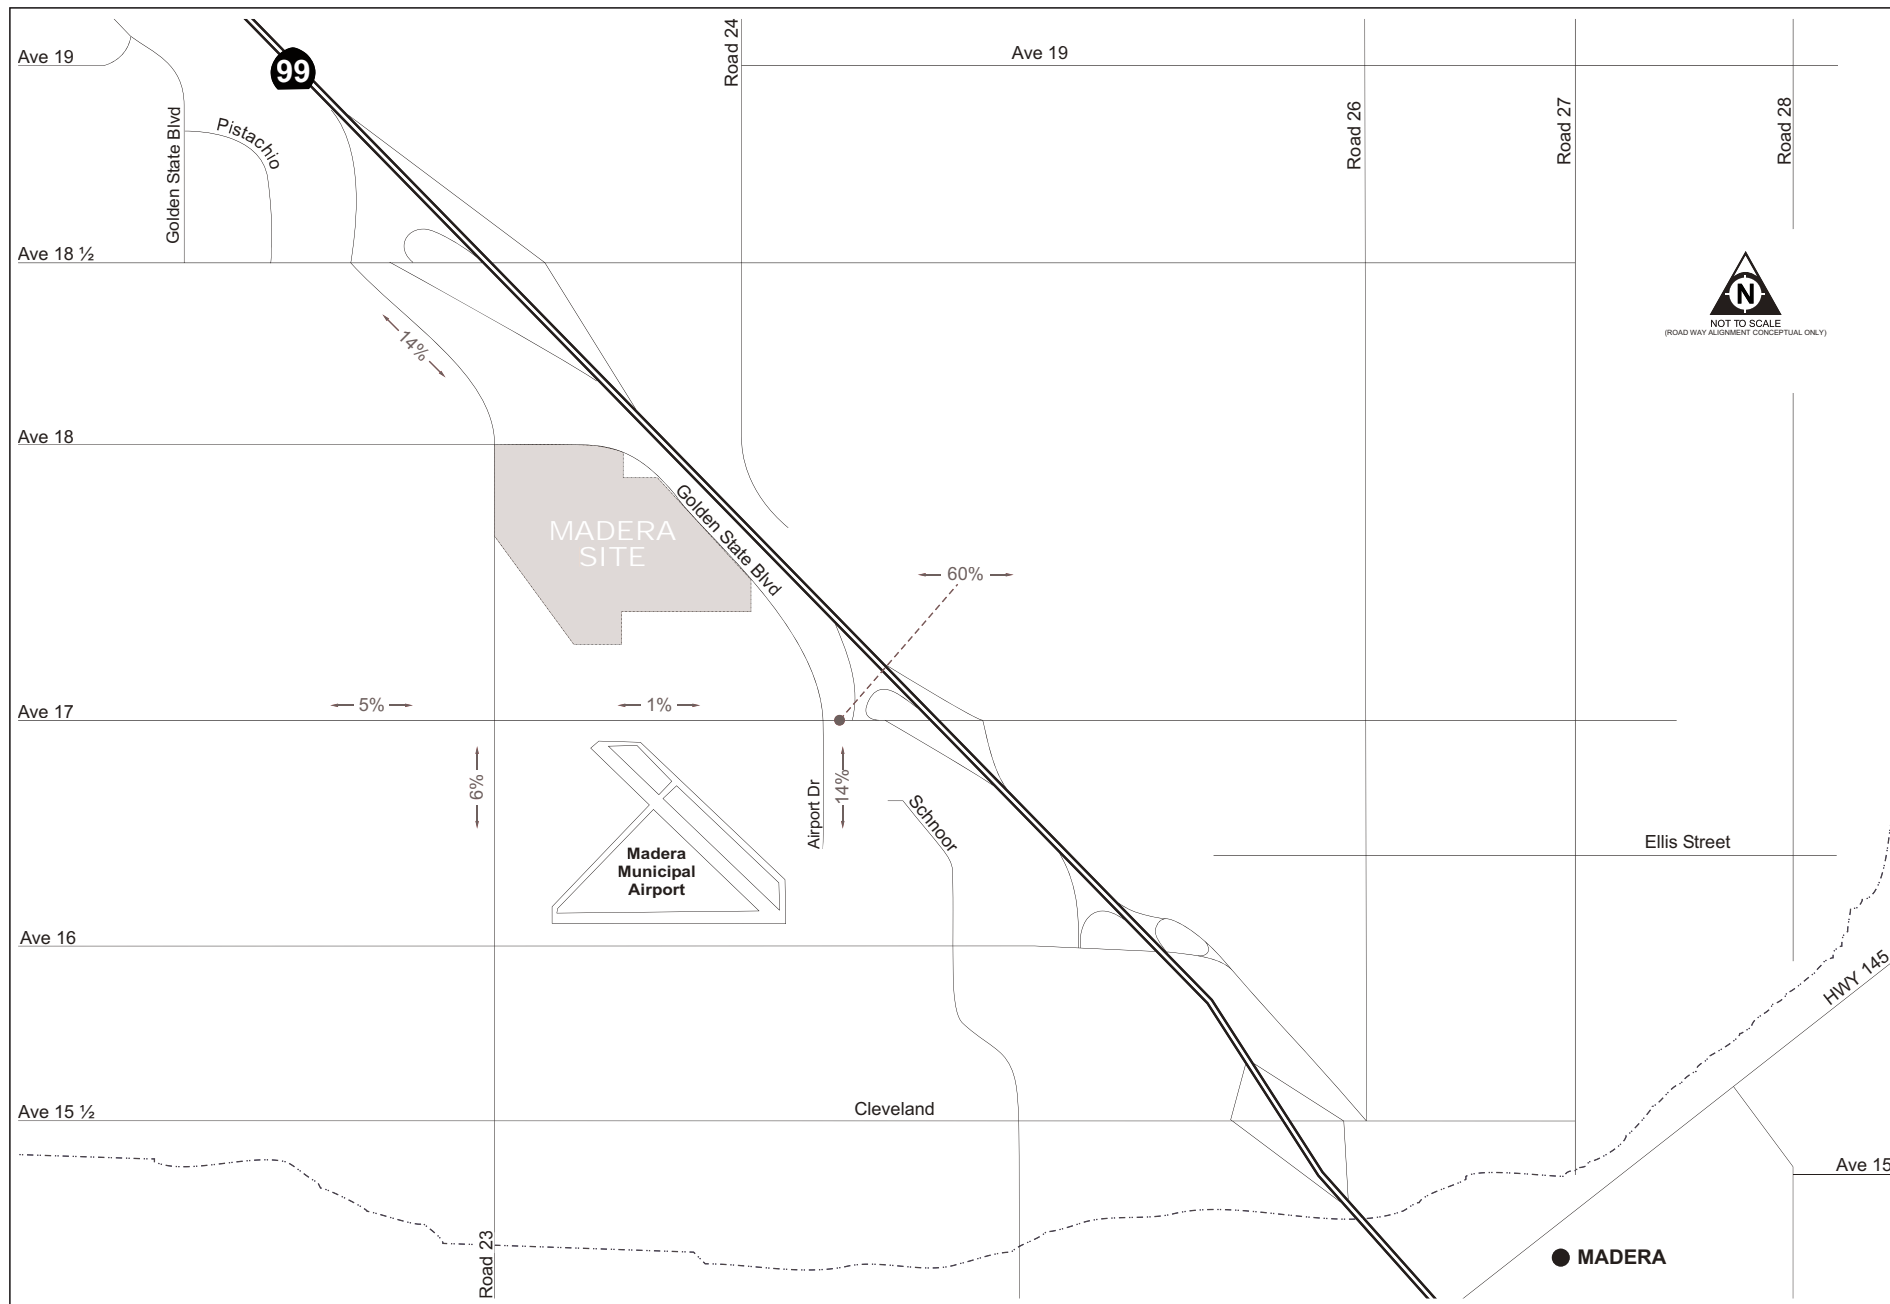 Road 24
Ave 19
Ave 19
99
Golden State Blvd
Pistachio
Road 26
Road 27
Road 28
Ave 18 ½
N
NOT TO SCALE
(ROAD WAY ALIGNMENT CONCEPTUAL ONLY)
14%
Ave 18
MADERA
SITE
Golden State Blvd
60%
5%
1%
Ave 17
6%
Airport Dr
14%
Schnoor
Madera
Municipal
Airport
Ellis Street
Ave 16
HWY 145
Ave 15 ½
Cleveland
Ave 15
Road 23
MADERA